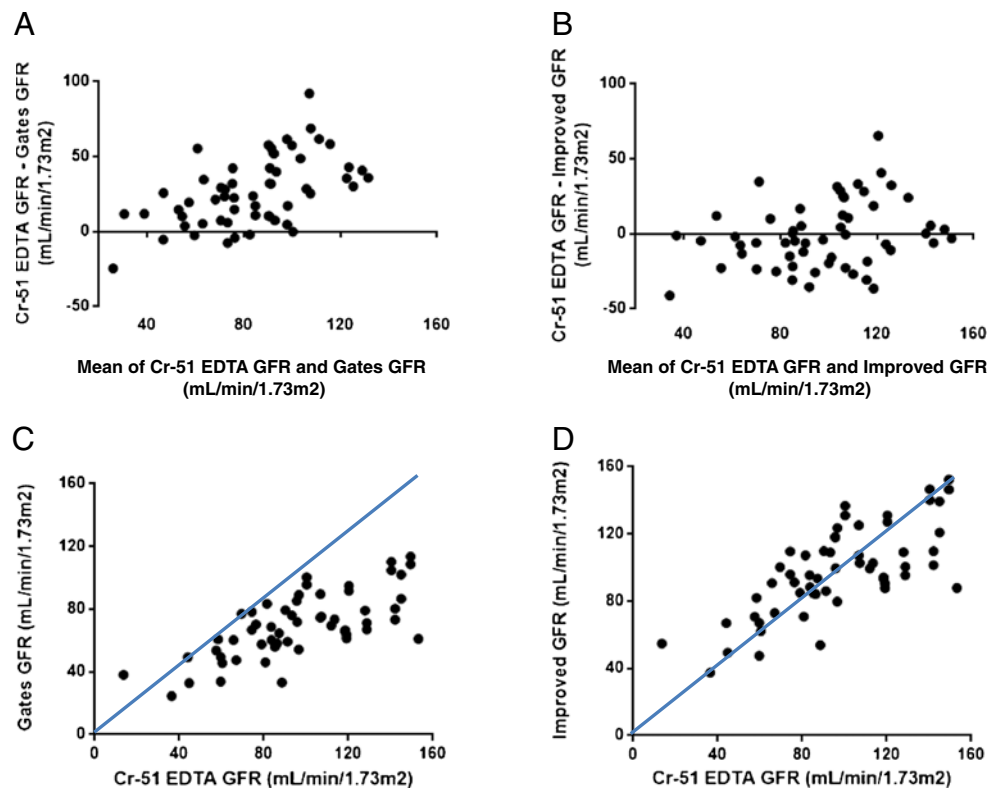 A
Cr-51 EDTA GFR - Gates GFR
(mL/min/1.73m2)
100
50
0
-50
40 80 120 160
Mean of Cr-51 EDTA GFR and Gates GFR
(mL/min/1.73m2)
B
Cr-51 EDTA GFR - Improved GFR
(mL/min/1.73m2)
100
50
0
-50
40 80 120 160
Mean of Cr-51 EDTA GFR and Improved GFR
(mL/min/1.73m2)
C
Gates GFR (mL/min/1.73m2)
160
120
80
40
0
0 40 80 120 160
Cr-51 EDTA GFR (mL/min/1.73m2)
D
Improved GFR (mL/min/1.73m2)
160
120
80
40
0
0 40 80 120 160
Cr-51 EDTA GFR (mL/min/1.73m2)